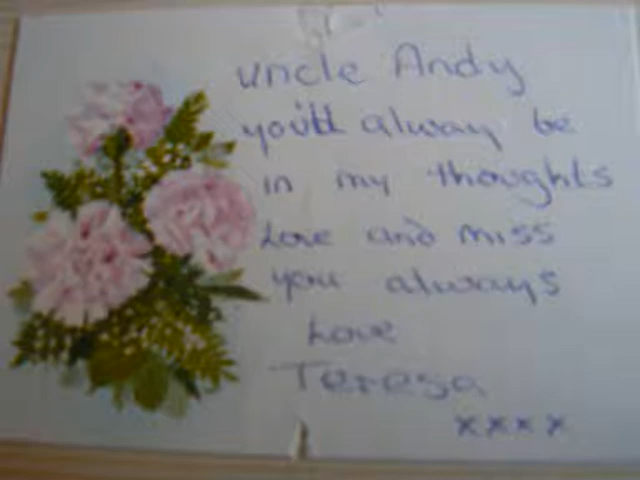 uncle Andy
you'll alway be
in my thoughts
Love and miss
you always
Love
Teresa
xxxx